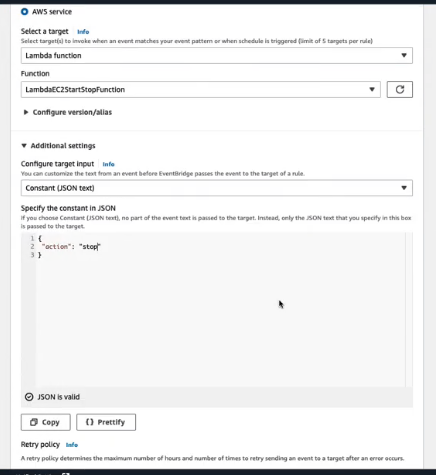 AWS service
Select a target Info
Select target(s) to invoke when an event matches your event pattern or when schedule is triggered (limit of 5 targets per rule)
Lambda function
Function
LambdaEC2StartStopFunction
Configure version/alias
Additional settings
Configure target input Info
You can customize the text from an event before EventBridge passes the event to the target of a rule.
Constant (JSON text)
Specify the constant in JSON
If you choose Constant (JSON text), no part of the event text is passed to the target. Instead, only the JSON text that you specify in this box
is passed to the target.
1 {
2 "action": "stop"
3 }
JSON is valid
Copy
{} Prettify
Retry policy Info
A retry policy determines the maximum number of hours and number of times to retry sending an event to a target after an error occurs.